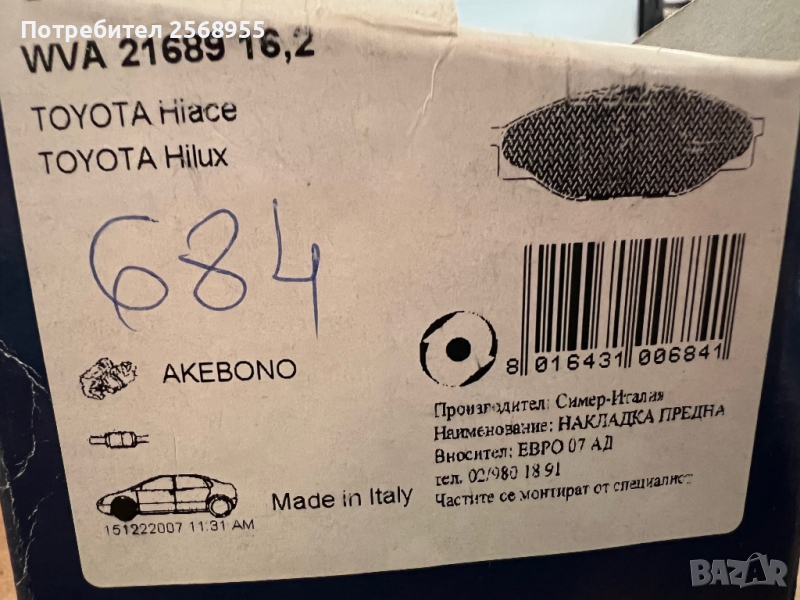 Потребител 2568955
WVA 21689 16,2
TOYOTA Hiace
TOYOTA Hilux
684
AKEBONO
8 016431 006841
Производител: Симер-Италия
Наименование: НАКЛАДКА ПРЕДНА
Вносител: ЕВРО 07 АД
тел. 02/980 18 91
Частите се монтират от специалист
Made in Italy
151222007 11:31 AM
BAZAR